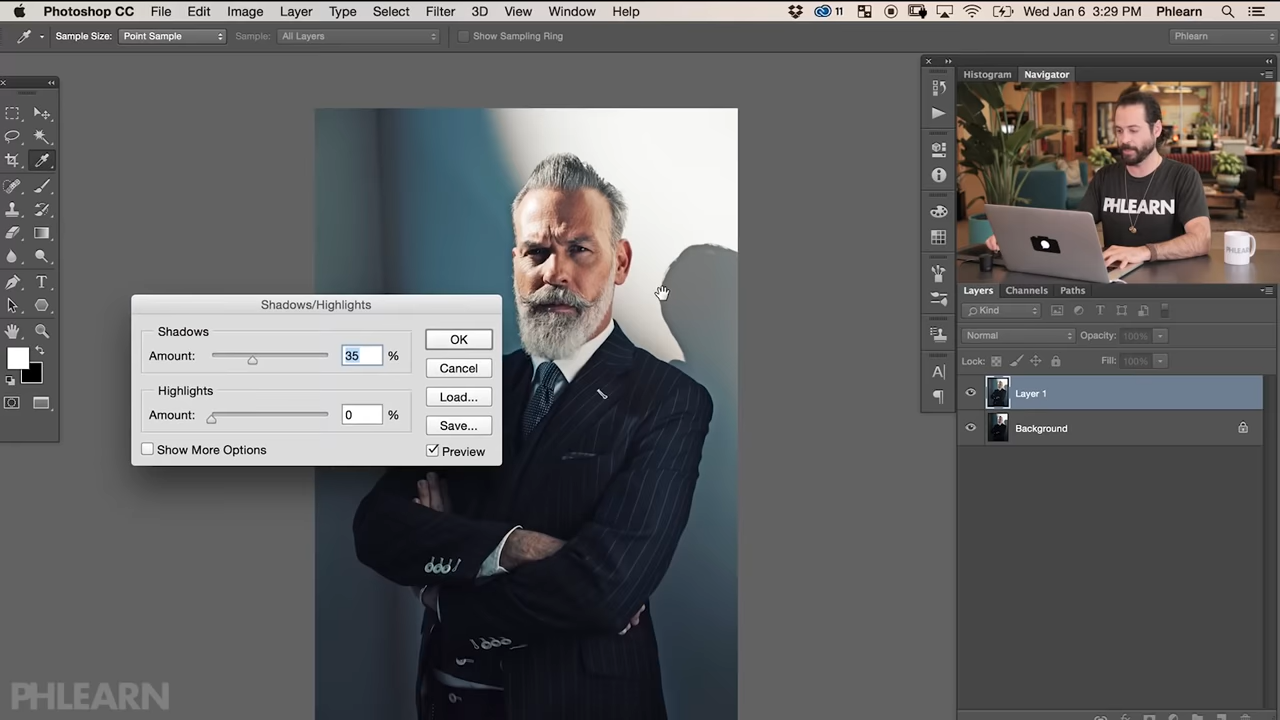 Photoshop CC File Edit Image Layer Type Select Filter 3D View Window Help 11 Wed Jan 6 3:29 PM Phlearn
Sample Size: Point Sample Sample: All Layers Show Sampling Ring Phlearn
Histogram Navigator
PHLEARN
PHLEARN
Layers Channels Paths
Kind
Normal Opacity: 100%
Lock: Fill: 100%
Layer 1
Background
Shadows/Highlights
Shadows
Amount: 35 %
Highlights
Amount: 0 %
Show More Options
OK
Cancel
Load...
Save...
Preview
PHLEARN